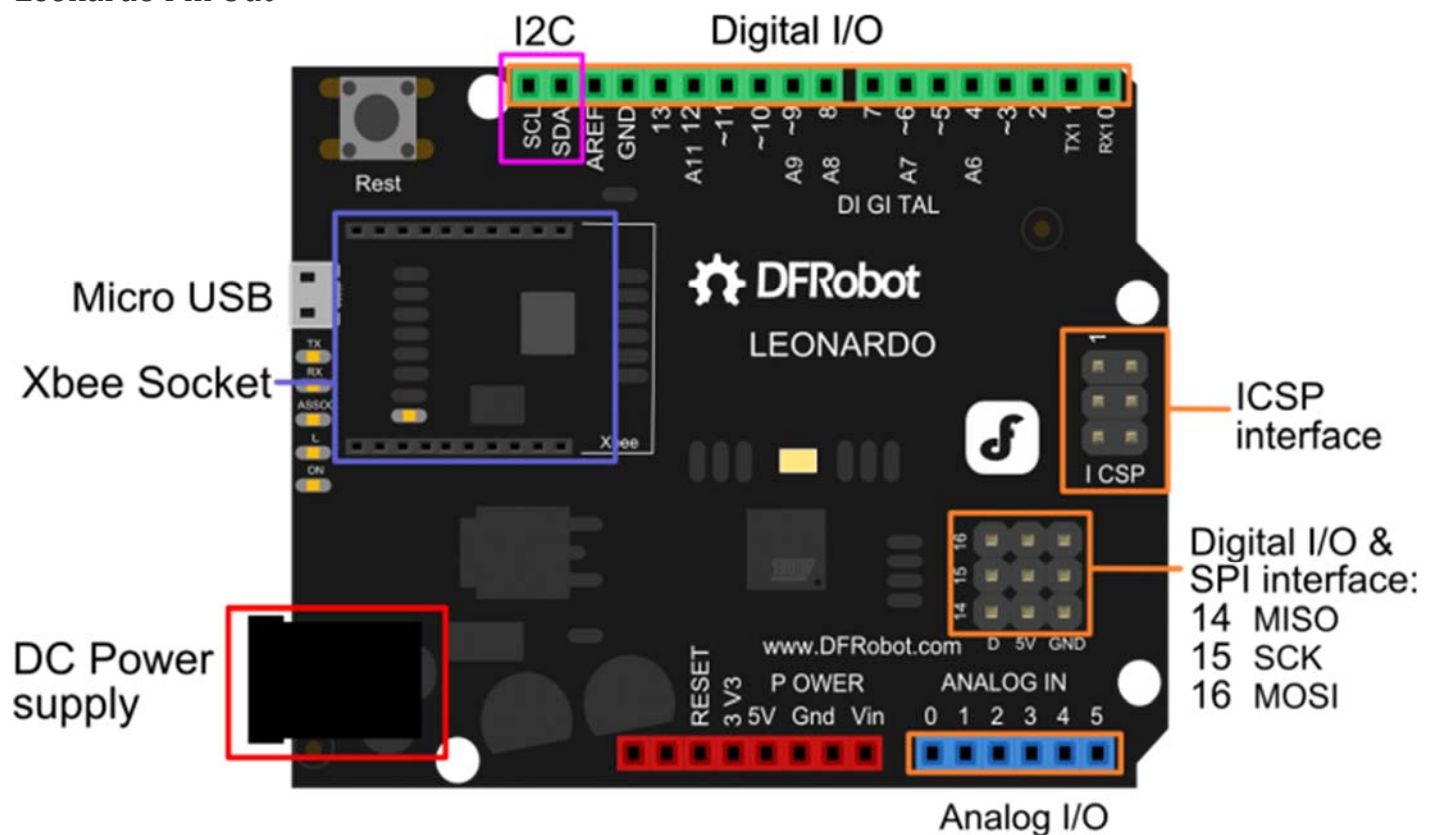 Leonardo Pin Out
I2C
Digital I/O
SCL
SDA
AREF
GND
13
A11 12
~11
~10
A9 ~9
A8 8
7
A7 ~6
~5
A6 4
~3
2
TX1 1
RX1 0
DI GI TAL
Rest
Micro USB
TX
RX
ASSOC
L
ON
Xbee Socket
Xbee
DFRobot
LEONARDO
1
I CSP
ICSP
interface
16
15
14
D 5V GND
Digital I/O &
SPI interface:
14 MISO
15 SCK
16 MOSI
DC Power
supply
www.DFRobot.com
RESET
3 V3
P OWER
5V Gnd Vin
ANALOG IN
0 1 2 3 4 5
Analog I/O